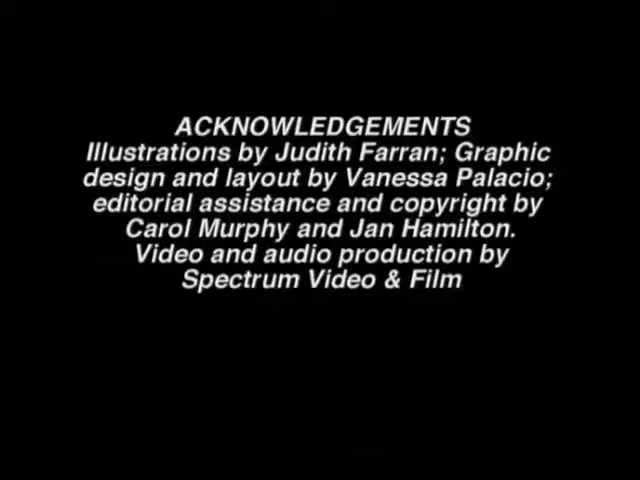 ACKNOWLEDGEMENTS
Illustrations by Judith Farran; Graphic
design and layout by Vanessa Palacio;
editorial assistance and copyright by
Carol Murphy and Jan Hamilton.
Video and audio production by
Spectrum Video & Film